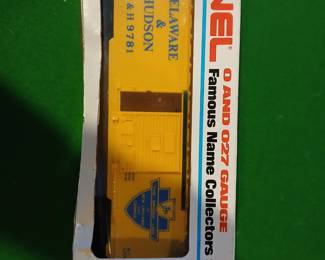 ELAWARE
&
HUDSON
& H 9781
NEL
O AND O27 GAUGE
Famous Name Collectors